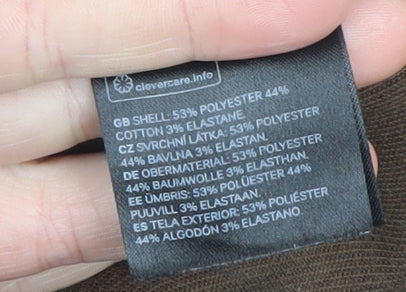 clevercare.info
GB SHELL: 53% POLYESTER 44%
COTTON 3% ELASTANE.
CZ SVRCHNÍ LÁTKA: 53% POLYESTER
44% BAVLNA 3% ELASTAN.
DE OBERMATERIAL: 53% POLYESTER
44% BAUMWOLLE 3% ELASTHAN.
EE ÜMBRIS: 53% POLÜESTER 44%
PUUVILL 3% ELASTAAN.
ES TELA EXTERIOR: 53% POLIÉSTER
44% ALGODÓN 3% ELASTANO